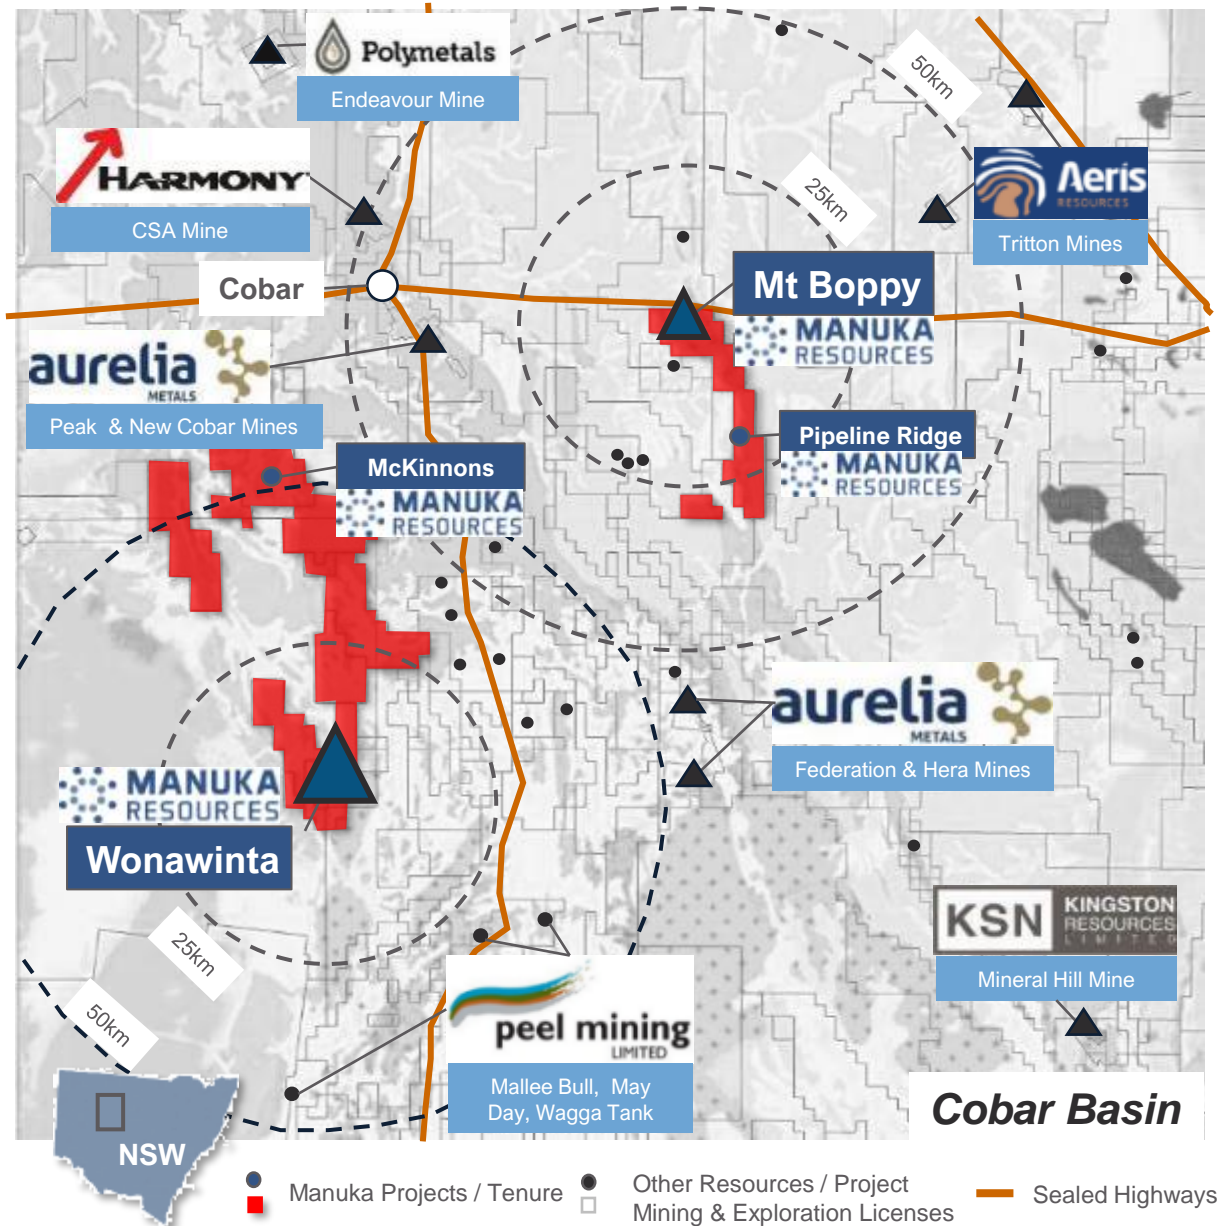 Polymetals
Endeavour Mine
50km
HARMONY
CSA Mine
25km
Aeris
RESOURCES
Tritton Mines
Cobar
Mt Boppy
MANUKA
RESOURCES
aurelia
METALS
Peak & New Cobar Mines
Pipeline Ridge
MANUKA
RESOURCES
McKinnons
MANUKA
RESOURCES
aurelia
METALS
Federation & Hera Mines
MANUKA
RESOURCES
Wonawinta
KSN
KINGSTON
RESOURCES
LIMITED
Mineral Hill Mine
25km
50km
peel mining
LIMITED
Mallee Bull, May
Day, Wagga Tank
Cobar Basin
NSW
Manuka Projects / Tenure
Other Resources / Project
Mining & Exploration Licenses
Sealed Highways